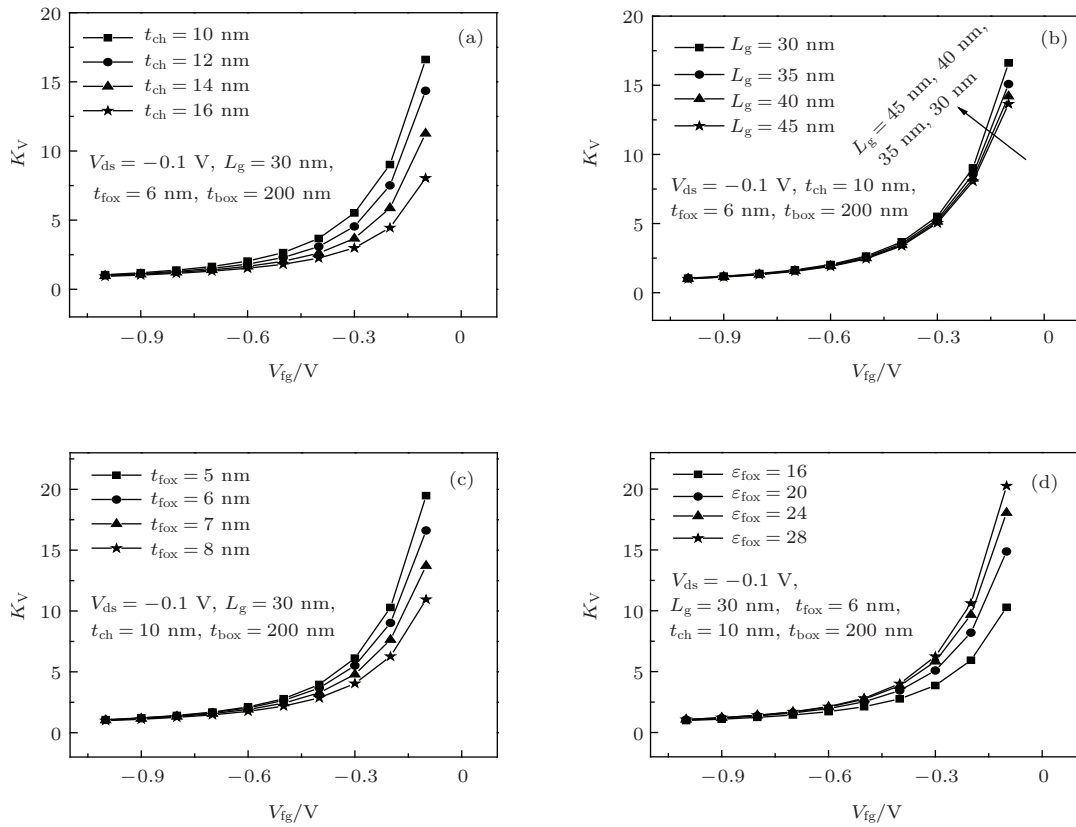 (a)
t_ch = 10 nm
t_ch = 12 nm
t_ch = 14 nm
t_ch = 16 nm
V_ds = −0.1 V, L_g = 30 nm,
t_fox = 6 nm, t_box = 200 nm
20
15
10
5
0
K_V
−0.9 −0.6 −0.3 0
V_fg/V
(b)
L_g = 30 nm
L_g = 35 nm
L_g = 40 nm
L_g = 45 nm
L_g = 45 nm, 40 nm,
35 nm, 30 nm
V_ds = −0.1 V, t_ch = 10 nm,
t_fox = 6 nm, t_box = 200 nm
20
15
10
5
0
K_V
−0.9 −0.6 −0.3 0
V_fg/V
(c)
t_fox = 5 nm
t_fox = 6 nm
t_fox = 7 nm
t_fox = 8 nm
V_ds = −0.1 V, L_g = 30 nm,
t_ch = 10 nm, t_box = 200 nm
20
15
10
5
0
K_V
−0.9 −0.6 −0.3 0
V_fg/V
(d)
ε_fox = 16
ε_fox = 20
ε_fox = 24
ε_fox = 28
V_ds = −0.1 V,
L_g = 30 nm, t_fox = 6 nm,
t_ch = 10 nm, t_box = 200 nm
20
15
10
5
0
K_V
−0.9 −0.6 −0.3 0
V_fg/V